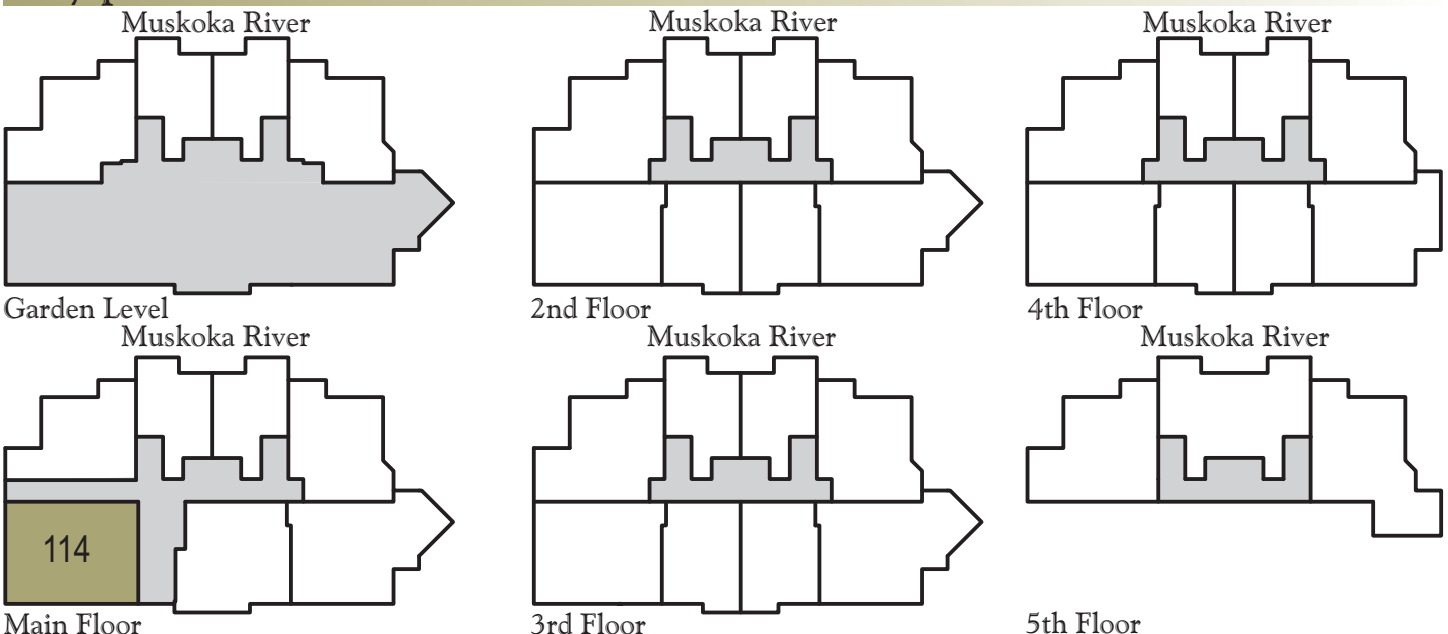 Muskoka River
Muskoka River
Muskoka River
Garden Level
2nd Floor
4th Floor
Muskoka River
Muskoka River
Muskoka River
114
Main Floor
3rd Floor
5th Floor